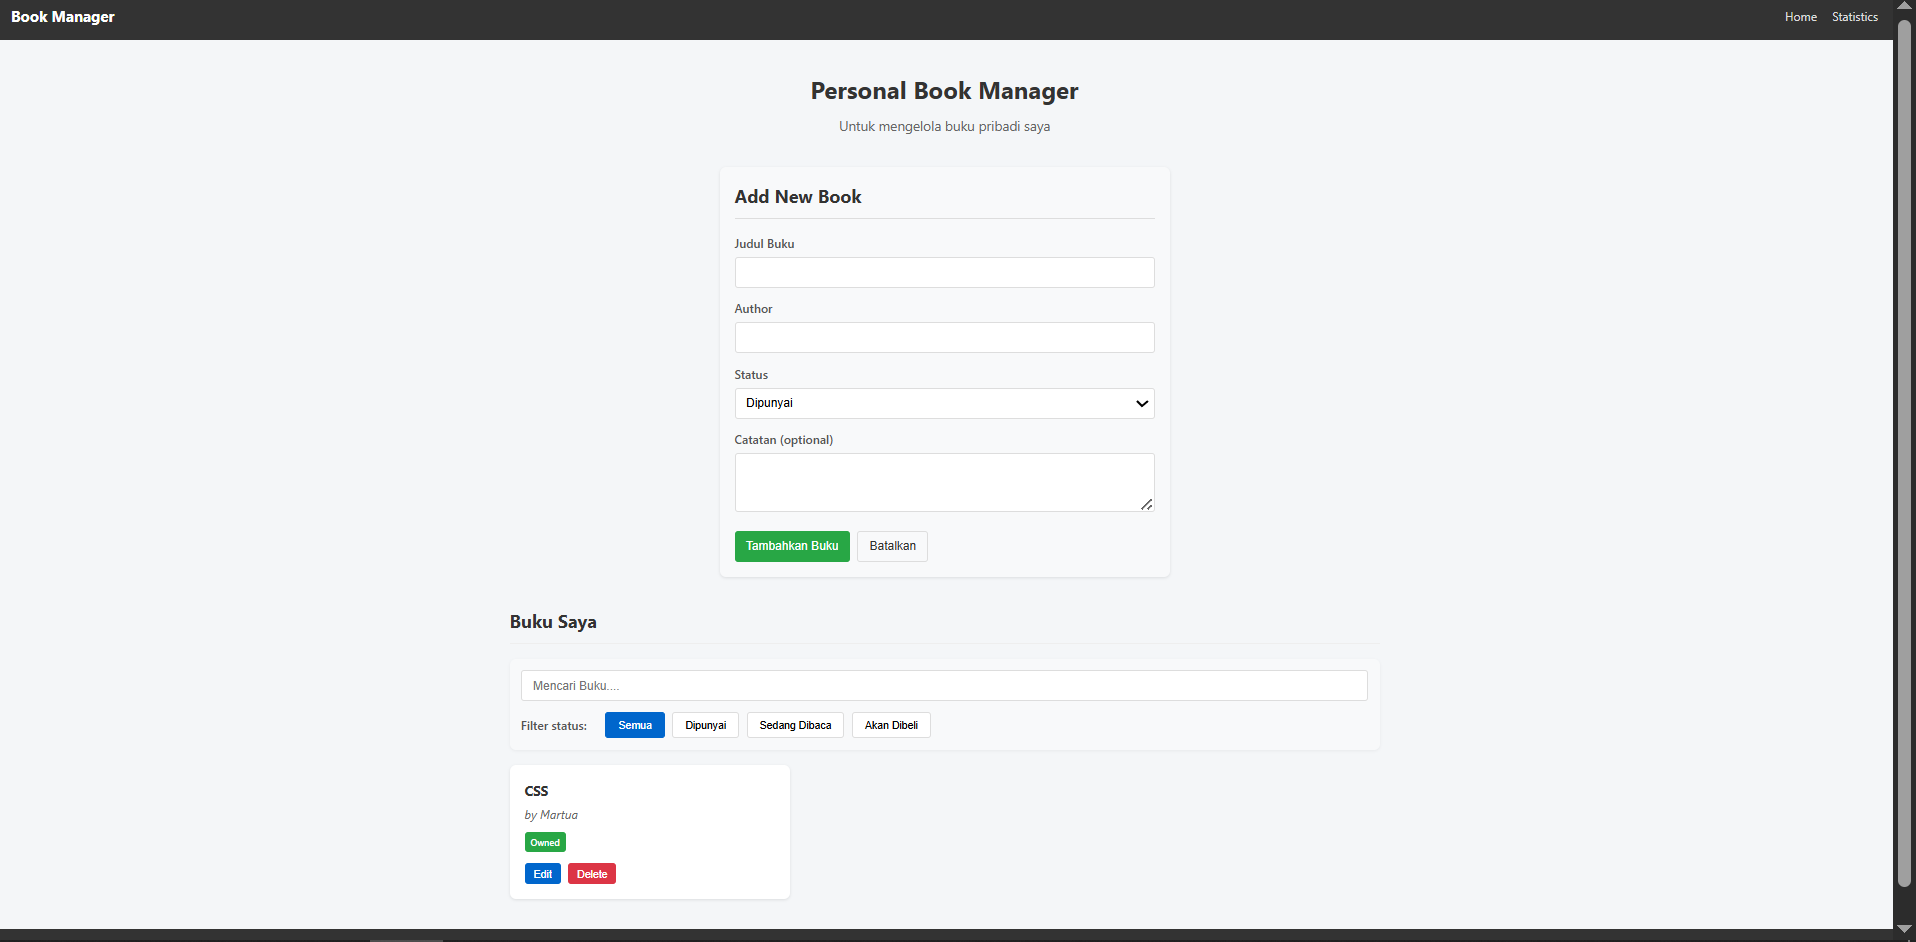 Book Manager
Home Statistics
Personal Book Manager
Untuk mengelola buku pribadi saya
Add New Book
Judul Buku
Author
Status
Dipunyai
Catatan (optional)
Tambahkan Buku Batalkan
Buku Saya
Mencari Buku....
Filter status: Semua Dipunyai Sedang Dibaca Akan Dibeli
CSS
by Martua
Owned
Edit Delete